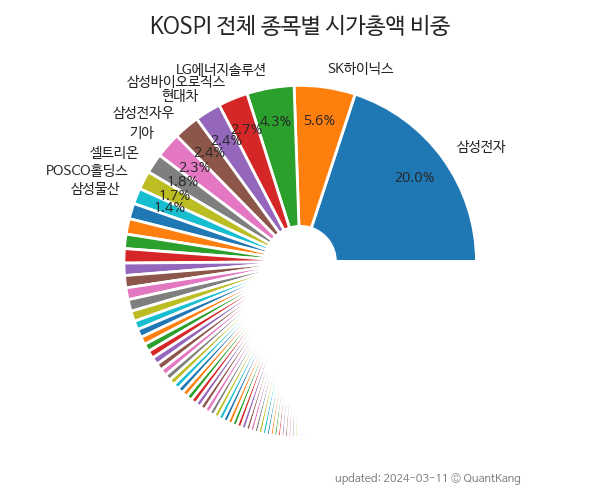 KOSPI 전체 종목별 시가총액 비중
삼성전자
20.0%
SK하이닉스
5.6%
LG에너지솔루션
4.3%
삼성바이오로직스
2.7%
현대차
2.4%
삼성전자우
2.4%
기아
2.3%
셀트리온
1.8%
POSCO홀딩스
1.7%
삼성물산
1.4%
updated: 2024-03-11 © QuantKang